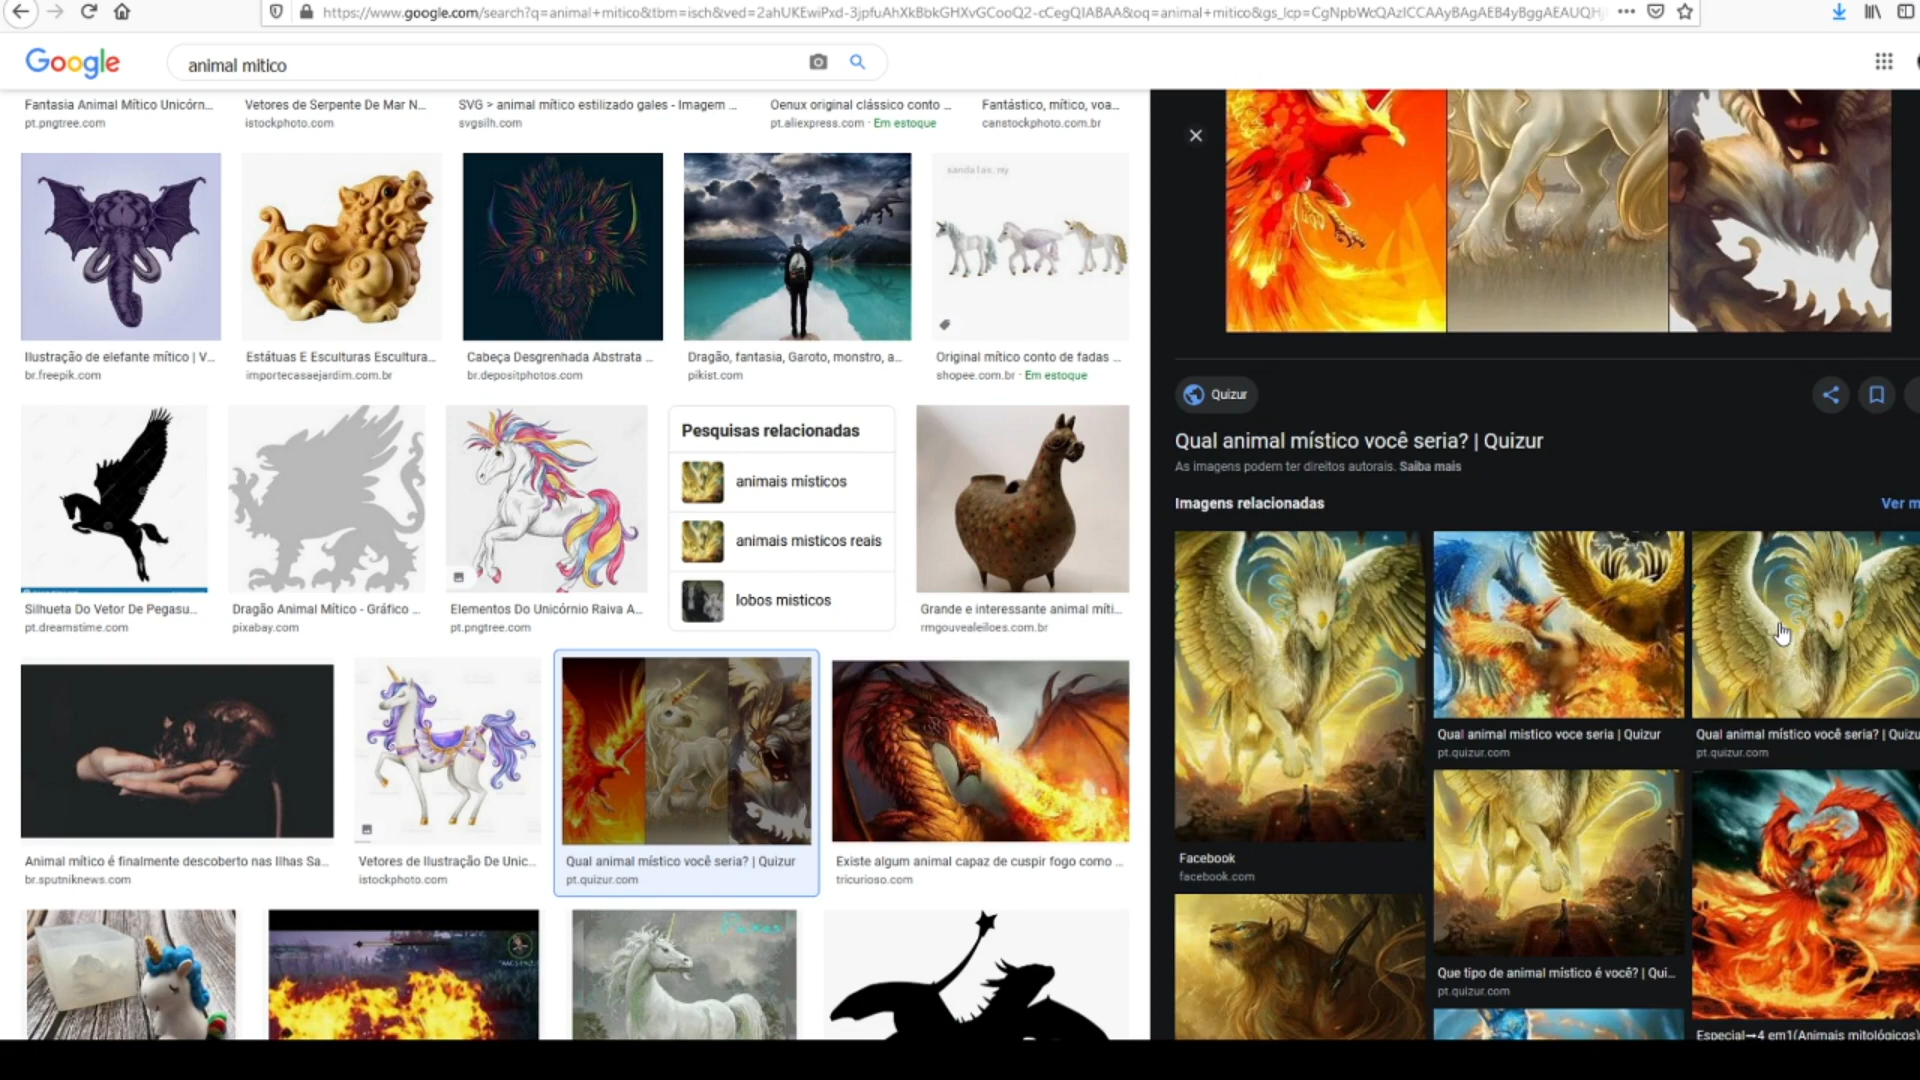 https://www.google.com/search?q=animal+mitico&tbm=isch&ved=2ahUKEwiPxd-3jpfuAhXkBbkGHXvGCooQ2-cCegQIABAA&oq=animal+mitico&gs_lcp=CgNpbWcQAzICCAAyBAgAEB4yBggAEAUQHj
Google
animal mitico
Fantasia Animal Mítico Unicórn...
pt.pngtree.com
Vetores de Serpente De Mar N...
istockphoto.com
SVG > animal mítico estilizado gales - Imagem ...
svgsilh.com
Oenux original clássico conto ...
pt.aliexpress.com · Em estoque
Fantástico, mítico, voa...
canstockphoto.com.br
sandalas.my
Ilustração de elefante mítico | V...
br.freepik.com
Estátuas E Esculturas Escultura...
importecasaejardim.com.br
Cabeça Desgrenhada Abstrata ...
br.depositphotos.com
Dragão, fantasia, Garoto, monstro, a...
pikist.com
Original mítico conto de fadas ...
shopee.com.br · Em estoque
Silhueta Do Vetor De Pegasu...
pt.dreamstime.com
Dragão Animal Mítico - Gráfico ...
pixabay.com
Elementos Do Unicórnio Raiva A...
pt.pngtree.com
Pesquisas relacionadas
animais místicos
animais misticos reais
lobos misticos
Grande e interessante animal míti...
rmgouvealeiloes.com.br
Animal mítico é finalmente descoberto nas Ilhas Sa...
br.sputniknews.com
Vetores de Ilustração De Unic...
istockphoto.com
Qual animal místico você seria? | Quizur
pt.quizur.com
Existe algum animal capaz de cuspir fogo como ...
tricurioso.com
Quizur
Qual animal místico você seria? | Quizur
As imagens podem ter direitos autorais. Saiba mais
Imagens relacionadas
Ver m
Facebook
facebook.com
Qual animal mistico voce seria | Quizur
pt.quizur.com
Qual animal místico você seria? | Quizu
pt.quizur.com
Que tipo de animal místico é você? | Qui...
pt.quizur.com
Especial→4 em1(Animais mitológicos)